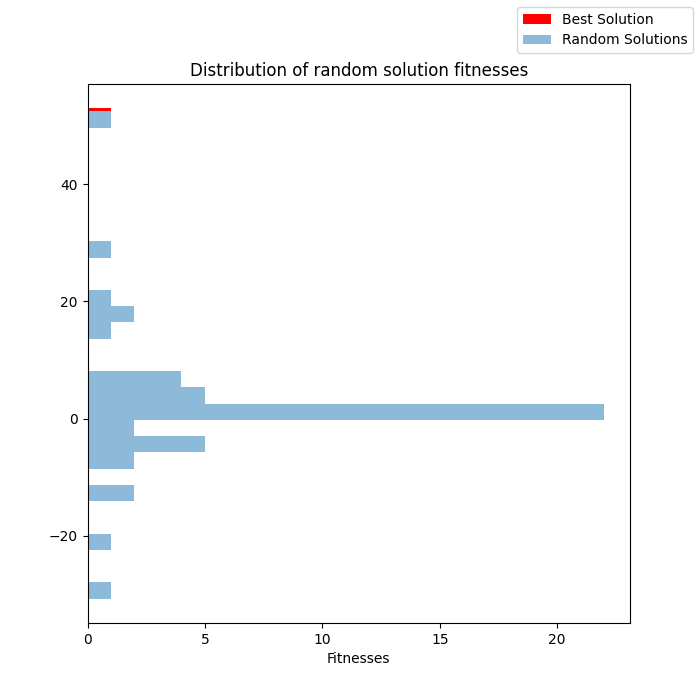 Best Solution
Random Solutions
Distribution of random solution fitnesses
40
20
0
−20
0 5 10 15 20
Fitnesses